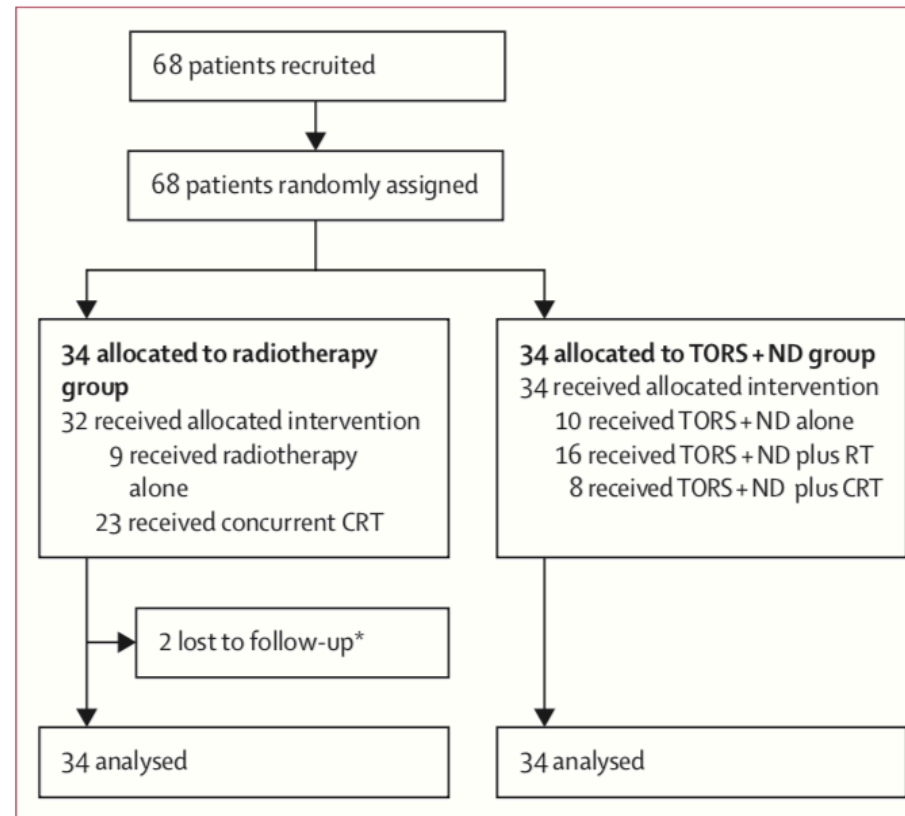 68 patients recruited
68 patients randomly assigned
34 allocated to radiotherapy
group
32 received allocated intervention
9 received radiotherapy
alone
23 received concurrent CRT
34 allocated to TORS + ND group
34 received allocated intervention
10 received TORS + ND alone
16 received TORS + ND plus RT
8 received TORS + ND plus CRT
2 lost to follow-up*
34 analysed
34 analysed